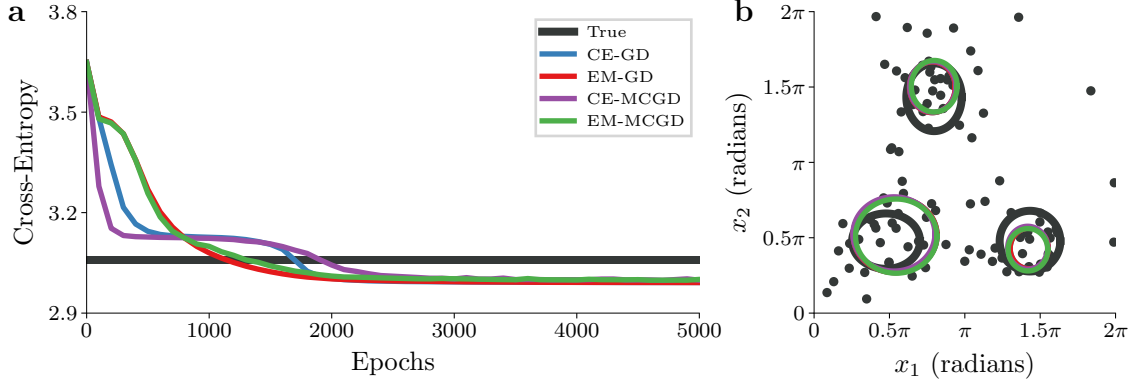 a
3.8
3.5
3.2
2.9
Cross-Entropy
0 1000 2000 3000 4000 5000
Epochs
True
CE-GD
EM-GD
CE-MCGD
EM-MCGD
b
2π
1.5π
π
0.5π
0
x₂ (radians)
0 0.5π π 1.5π 2π
x₁ (radians)